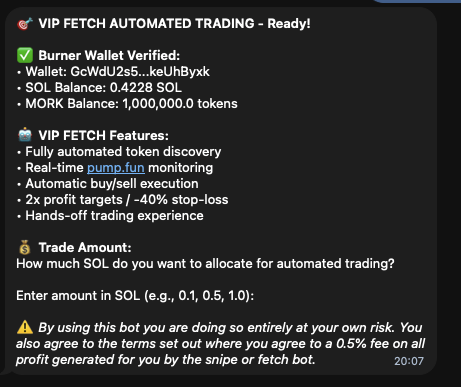 🎯 VIP FETCH AUTOMATED TRADING - Ready!
✅ Burner Wallet Verified:
• Wallet: GcWdU2s5...keUhByxk
• SOL Balance: 0.4228 SOL
• MORK Balance: 1,000,000.0 tokens
🤖 VIP FETCH Features:
• Fully automated token discovery
• Real-time pump.fun monitoring
• Automatic buy/sell execution
• 2x profit targets / -40% stop-loss
• Hands-off trading experience
💰 Trade Amount:
How much SOL do you want to allocate for automated trading?
Enter amount in SOL (e.g., 0.1, 0.5, 1.0):
⚠️ By using this bot you are doing so entirely at your own risk. You
also agree to the terms set out where you agree to a 0.5% fee on all
profit generated for you by the snipe or fetch bot.
20:07